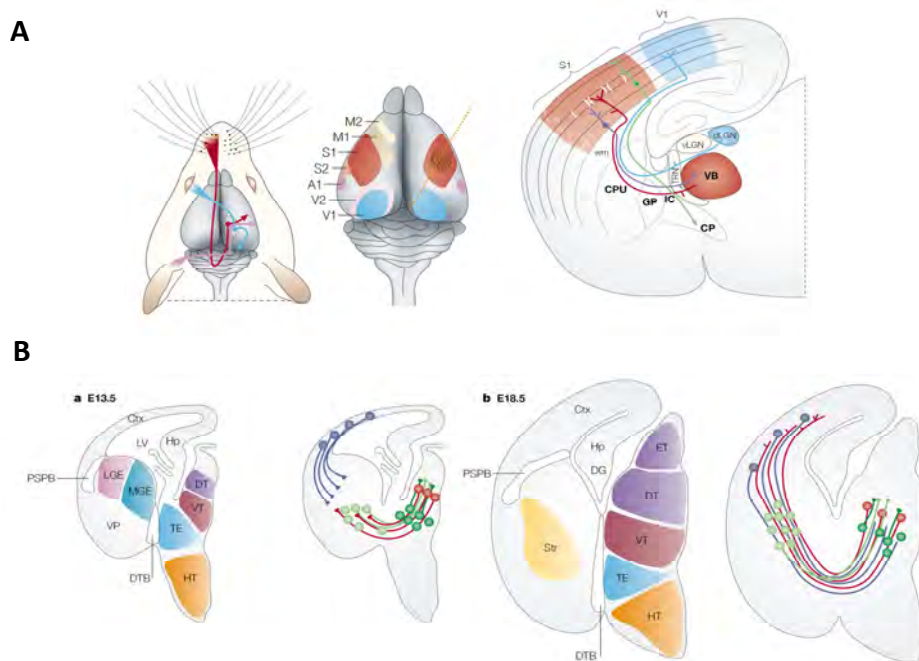 A
M2
M1
S1
S2
A1
V2
V1
V1
S1
wm
dLGN
vLGN
TRN
VB
CPU
GP
IC
CP
B
a E13.5
Ctx
LV
Hp
PSPB
LGE
MGE
DT
VT
VP
TE
DTB
HT
b E18.5
Ctx
Hp
DG
PSPB
ET
DT
VT
Str
TE
HT
DTB